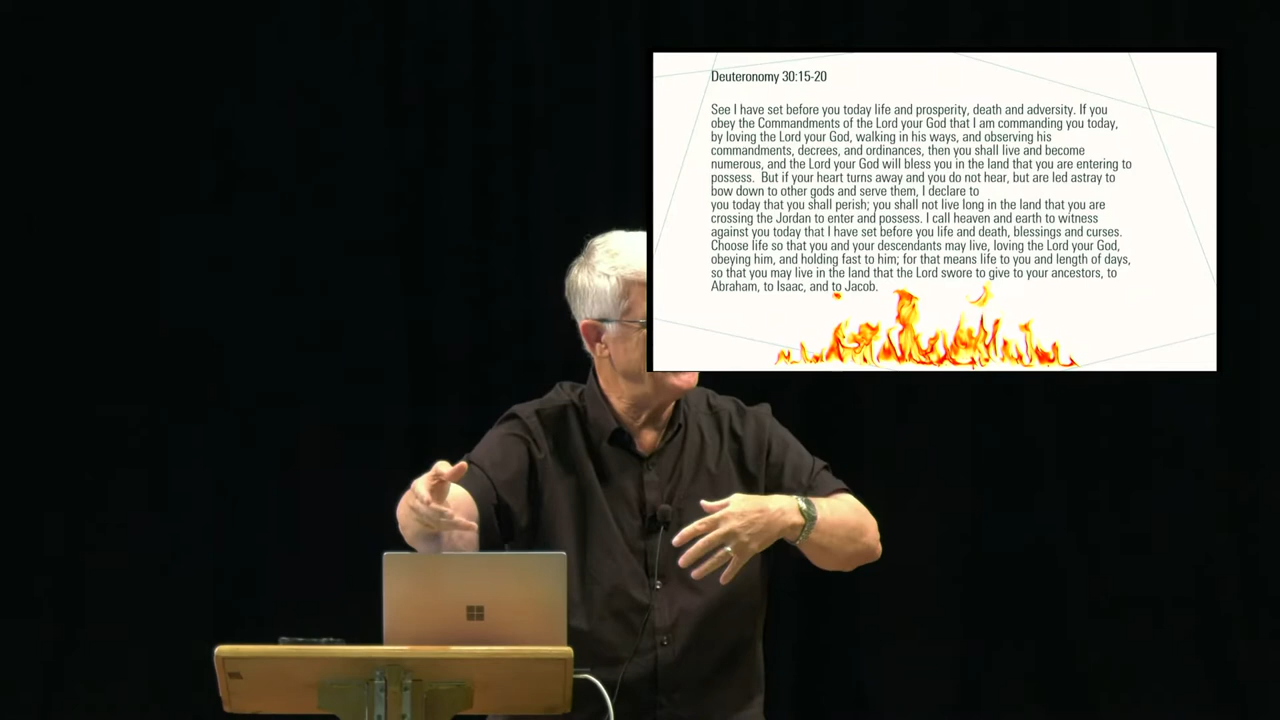 Deuteronomy 30:15-20
See I have set before you today life and prosperity, death and adversity. If you
obey the Commandments of the Lord your God that I am commanding you today,
by loving the Lord your God, walking in his ways, and observing his
commandments, decrees, and ordinances, then you shall live and become
numerous, and the Lord your God will bless you in the land that you are entering to
possess.  But if your heart turns away and you do not hear, but are led astray to
bow down to other gods and serve them, I declare to
you today that you shall perish; you shall not live long in the land that you are
crossing the Jordan to enter and possess. I call heaven and earth to witness
against you today that I have set before you life and death, blessings and curses.
Choose life so that you and your descendants may live, loving the Lord your God,
obeying him, and holding fast to him; for that means life to you and length of days,
so that you may live in the land that the Lord swore to give to your ancestors, to
Abraham, to Isaac, and to Jacob.